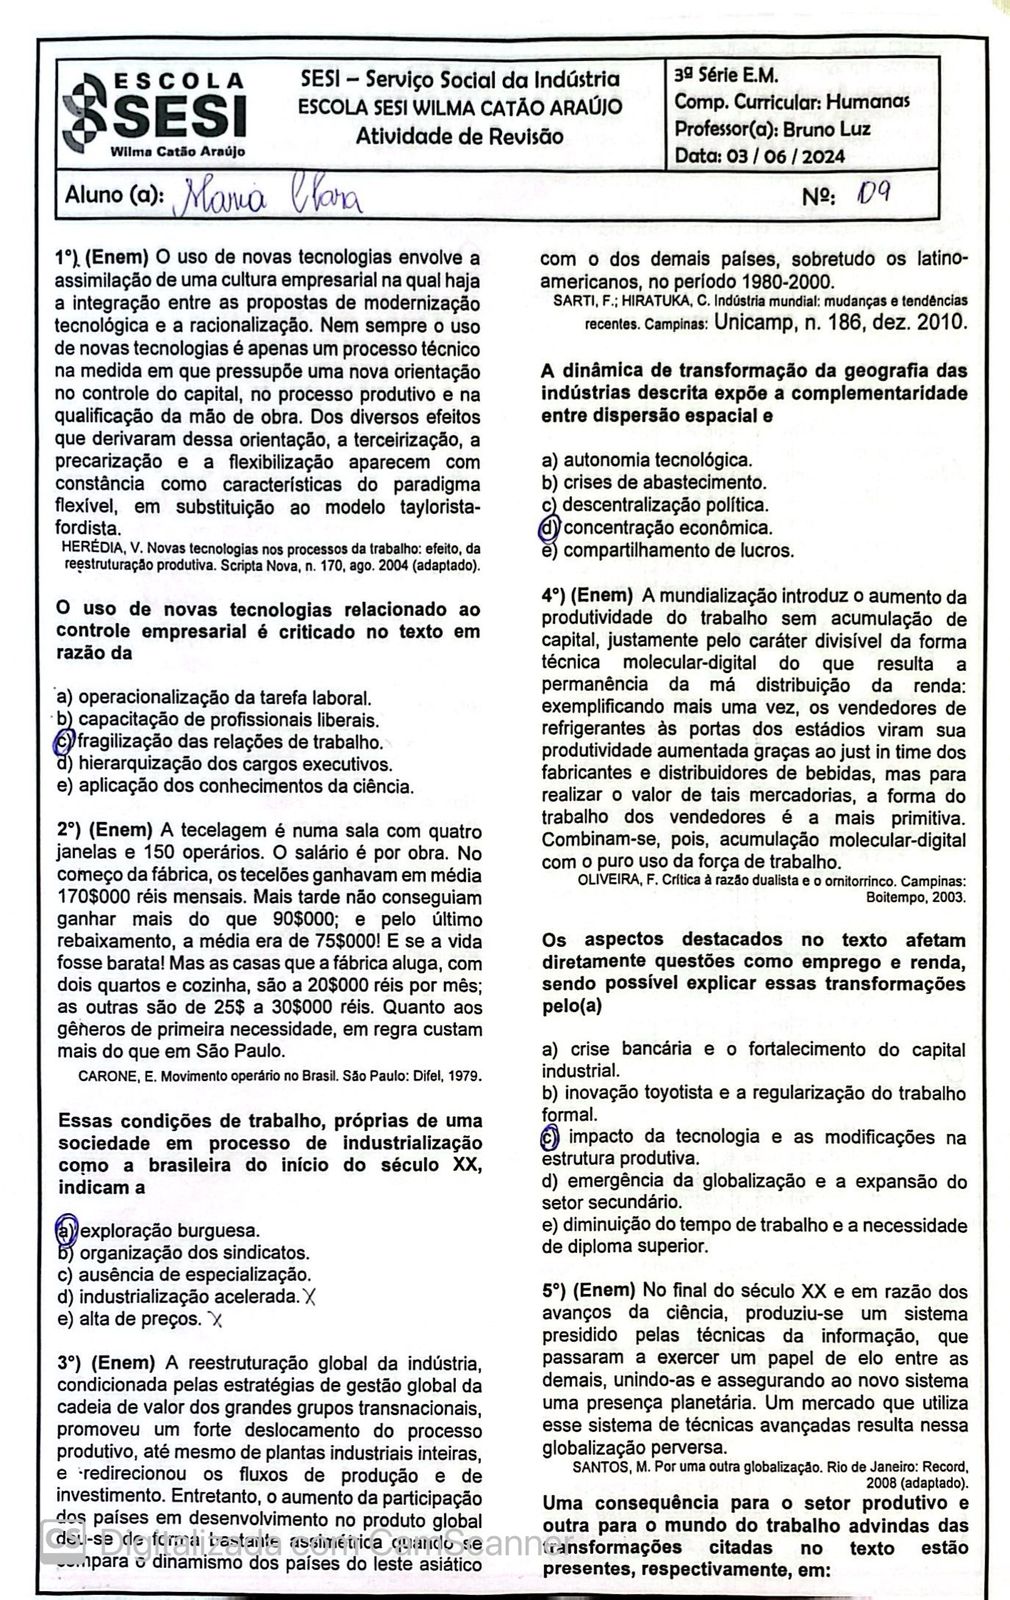 ESCOLA
SESI
Wilma Catão Araújo
SESI – Serviço Social da Indústria
ESCOLA SESI WILMA CATÃO ARAÚJO
Atividade de Revisão
3ª Série E.M.
Comp. Curricular: Humanas
Professor(a): Bruno Luz
Data: 03 / 06 / 2024
Aluno (a): Maria Clara
Nº: 09
1º). (Enem) O uso de novas tecnologias envolve a
assimilação de uma cultura empresarial na qual haja
a integração entre as propostas de modernização
tecnológica e a racionalização. Nem sempre o uso
de novas tecnologias é apenas um processo técnico
na medida em que pressupõe uma nova orientação
no controle do capital, no processo produtivo e na
qualificação da mão de obra. Dos diversos efeitos
que derivaram dessa orientação, a terceirização, a
precarização e a flexibilização aparecem com
constância como características do paradigma
flexível, em substituição ao modelo taylorista-
fordista.
HERÉDIA, V. Novas tecnologias nos processos da trabalho: efeito, da
reestruturação produtiva. Scripta Nova, n. 170, ago. 2004 (adaptado).
O uso de novas tecnologias relacionado ao
controle empresarial é criticado no texto em
razão da
a) operacionalização da tarefa laboral.
b) capacitação de profissionais liberais.
c) fragilização das relações de trabalho.
d) hierarquização dos cargos executivos.
e) aplicação dos conhecimentos da ciência.
2º) (Enem) A tecelagem é numa sala com quatro
janelas e 150 operários. O salário é por obra. No
começo da fábrica, os tecelões ganhavam em média
170$000 réis mensais. Mais tarde não conseguiam
ganhar mais do que 90$000; e pelo último
rebaixamento, a média era de 75$000! E se a vida
fosse barata! Mas as casas que a fábrica aluga, com
dois quartos e cozinha, são a 20$000 réis por mês;
as outras são de 25$ a 30$000 réis. Quanto aos
gêneros de primeira necessidade, em regra custam
mais do que em São Paulo.
CARONE, E. Movimento operário no Brasil. São Paulo: Difel, 1979.
Essas condições de trabalho, próprias de uma
sociedade em processo de industrialização
como a brasileira do início do século XX,
indicam a
a) exploração burguesa.
b) organização dos sindicatos.
c) ausência de especialização.
d) industrialização acelerada. X
e) alta de preços. X
3º) (Enem) A reestruturação global da indústria,
condicionada pelas estratégias de gestão global da
cadeia de valor dos grandes grupos transnacionais,
promoveu um forte deslocamento do processo
produtivo, até mesmo de plantas industriais inteiras,
e redirecionou os fluxos de produção e de
investimento. Entretanto, o aumento da participação
dos países em desenvolvimento no produto global
deu-se de forma bastante assimétrica quando se
compara o dinamismo dos países do leste asiático
com o dos demais países, sobretudo os latino-
americanos, no período 1980-2000.
SARTI, F.; HIRATUKA, C. Indústria mundial: mudanças e tendências
recentes. Campinas: Unicamp, n. 186, dez. 2010.
A dinâmica de transformação da geografia das
indústrias descrita expõe a complementaridade
entre dispersão espacial e
a) autonomia tecnológica.
b) crises de abastecimento.
c) descentralização política.
d) concentração econômica.
e) compartilhamento de lucros.
4º) (Enem) A mundialização introduz o aumento da
produtividade do trabalho sem acumulação de
capital, justamente pelo caráter divisível da forma
técnica molecular-digital do que resulta a
permanência da má distribuição da renda:
exemplificando mais uma vez, os vendedores de
refrigerantes às portas dos estádios viram sua
produtividade aumentada graças ao just in time dos
fabricantes e distribuidores de bebidas, mas para
realizar o valor de tais mercadorias, a forma do
trabalho dos vendedores é a mais primitiva.
Combinam-se, pois, acumulação molecular-digital
com o puro uso da força de trabalho.
OLIVEIRA, F. Crítica à razão dualista e o ornitorrinco. Campinas:
Boitempo, 2003.
Os aspectos destacados no texto afetam
diretamente questões como emprego e renda,
sendo possível explicar essas transformações
pelo(a)
a) crise bancária e o fortalecimento do capital
industrial.
b) inovação toyotista e a regularização do trabalho
formal.
c) impacto da tecnologia e as modificações na
estrutura produtiva.
d) emergência da globalização e a expansão do
setor secundário.
e) diminuição do tempo de trabalho e a necessidade
de diploma superior.
5º) (Enem) No final do século XX e em razão dos
avanços da ciência, produziu-se um sistema
presidido pelas técnicas da informação, que
passaram a exercer um papel de elo entre as
demais, unindo-as e assegurando ao novo sistema
uma presença planetária. Um mercado que utiliza
esse sistema de técnicas avançadas resulta nessa
globalização perversa.
SANTOS, M. Por uma outra globalização. Rio de Janeiro: Record,
2008 (adaptado).
Uma consequência para o setor produtivo e
outra para o mundo do trabalho advindas das
transformações citadas no texto estão
presentes, respectivamente, em:
CS Digitalizada com CamScanner